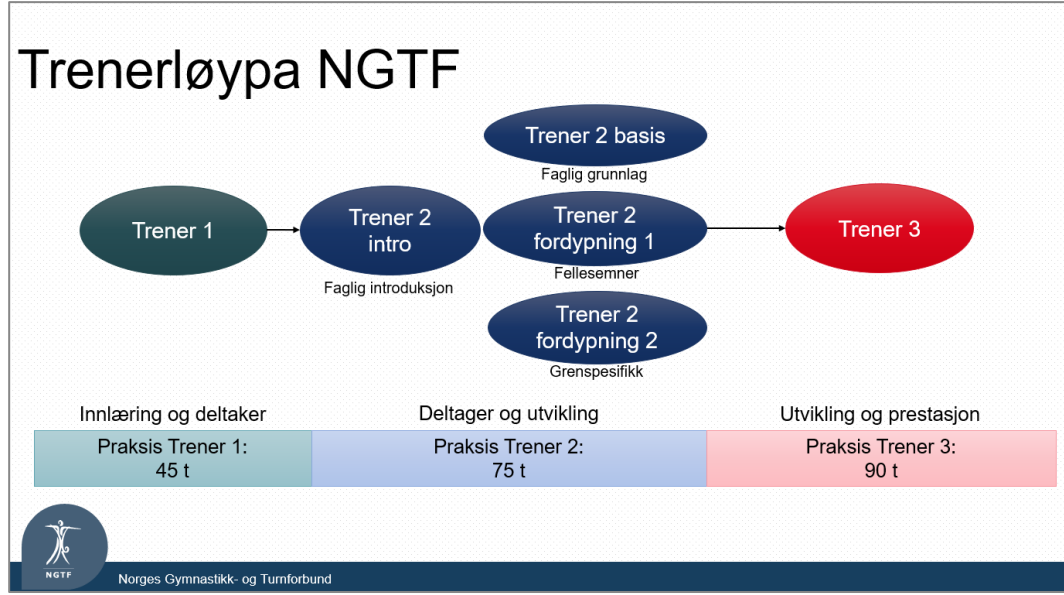 Trenerløypa NGTF
Trener 1
Trener 2
intro
Faglig introduksjon
Trener 2 basis
Faglig grunnlag
Trener 2
fordypning 1
Fellesemner
Trener 2
fordypning 2
Grenspesifikk
Trener 3
Innlæring og deltaker
Deltager og utvikling
Utvikling og prestasjon
Praksis Trener 1:
45 t
Praksis Trener 2:
75 t
Praksis Trener 3:
90 t
NGTF
Norges Gymnastikk- og Turnforbund